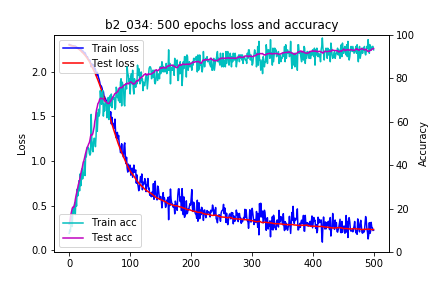 b2_034: 500 epochs loss and accuracy
Train loss
Test loss
Train acc
Test acc
Loss
Accuracy
2.0
1.5
1.0
0.5
0.0
100
80
60
40
20
0
0 100 200 300 400 500